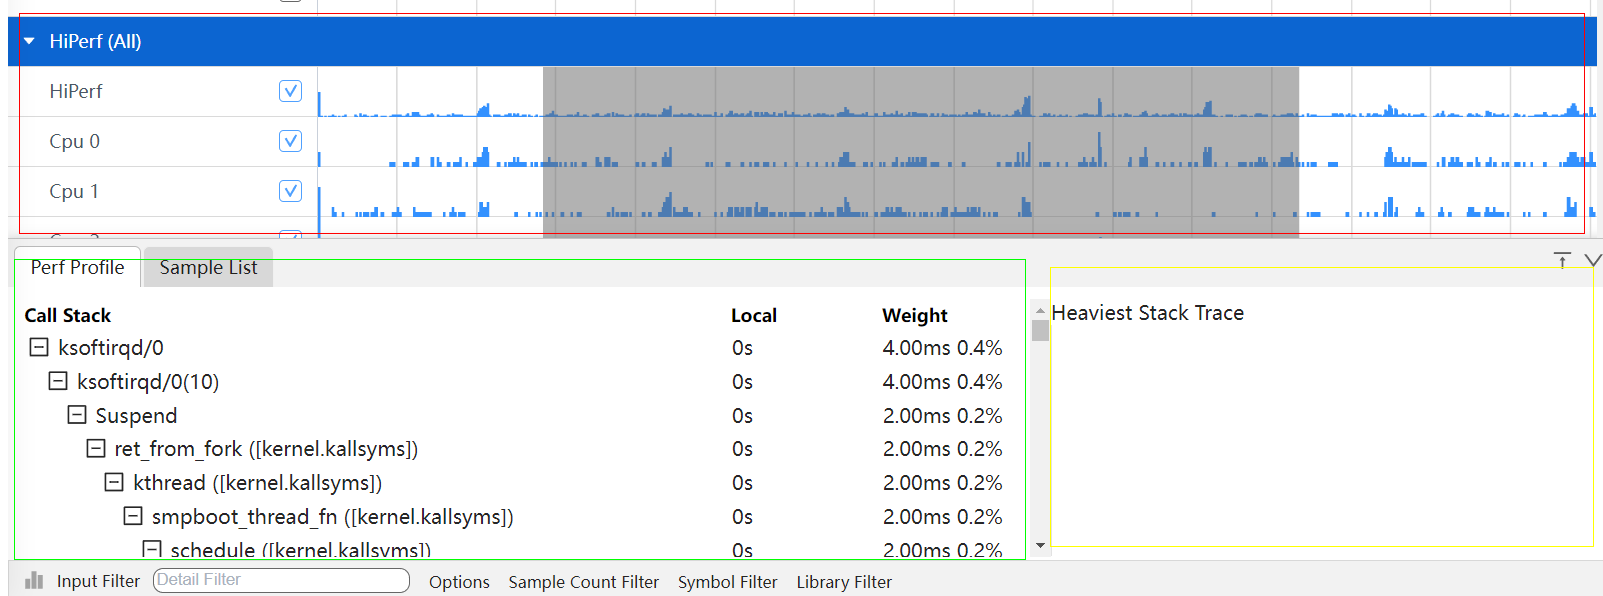 HiPerf (All)
HiPerf
Cpu 0
Cpu 1
Perf Profile Sample List
Call Stack Local Weight
ksoftirqd/0 0s 4.00ms 0.4%
ksoftirqd/0(10) 0s 4.00ms 0.4%
Suspend 0s 2.00ms 0.2%
ret_from_fork ([kernel.kallsyms]) 0s 2.00ms 0.2%
kthread ([kernel.kallsyms]) 0s 2.00ms 0.2%
smpboot_thread_fn ([kernel.kallsyms]) 0s 2.00ms 0.2%
schedule ([kernel.kallsyms]) 0s 2.00ms 0.2%
Heaviest Stack Trace
Input Filter Detail Filter Options Sample Count Filter Symbol Filter Library Filter